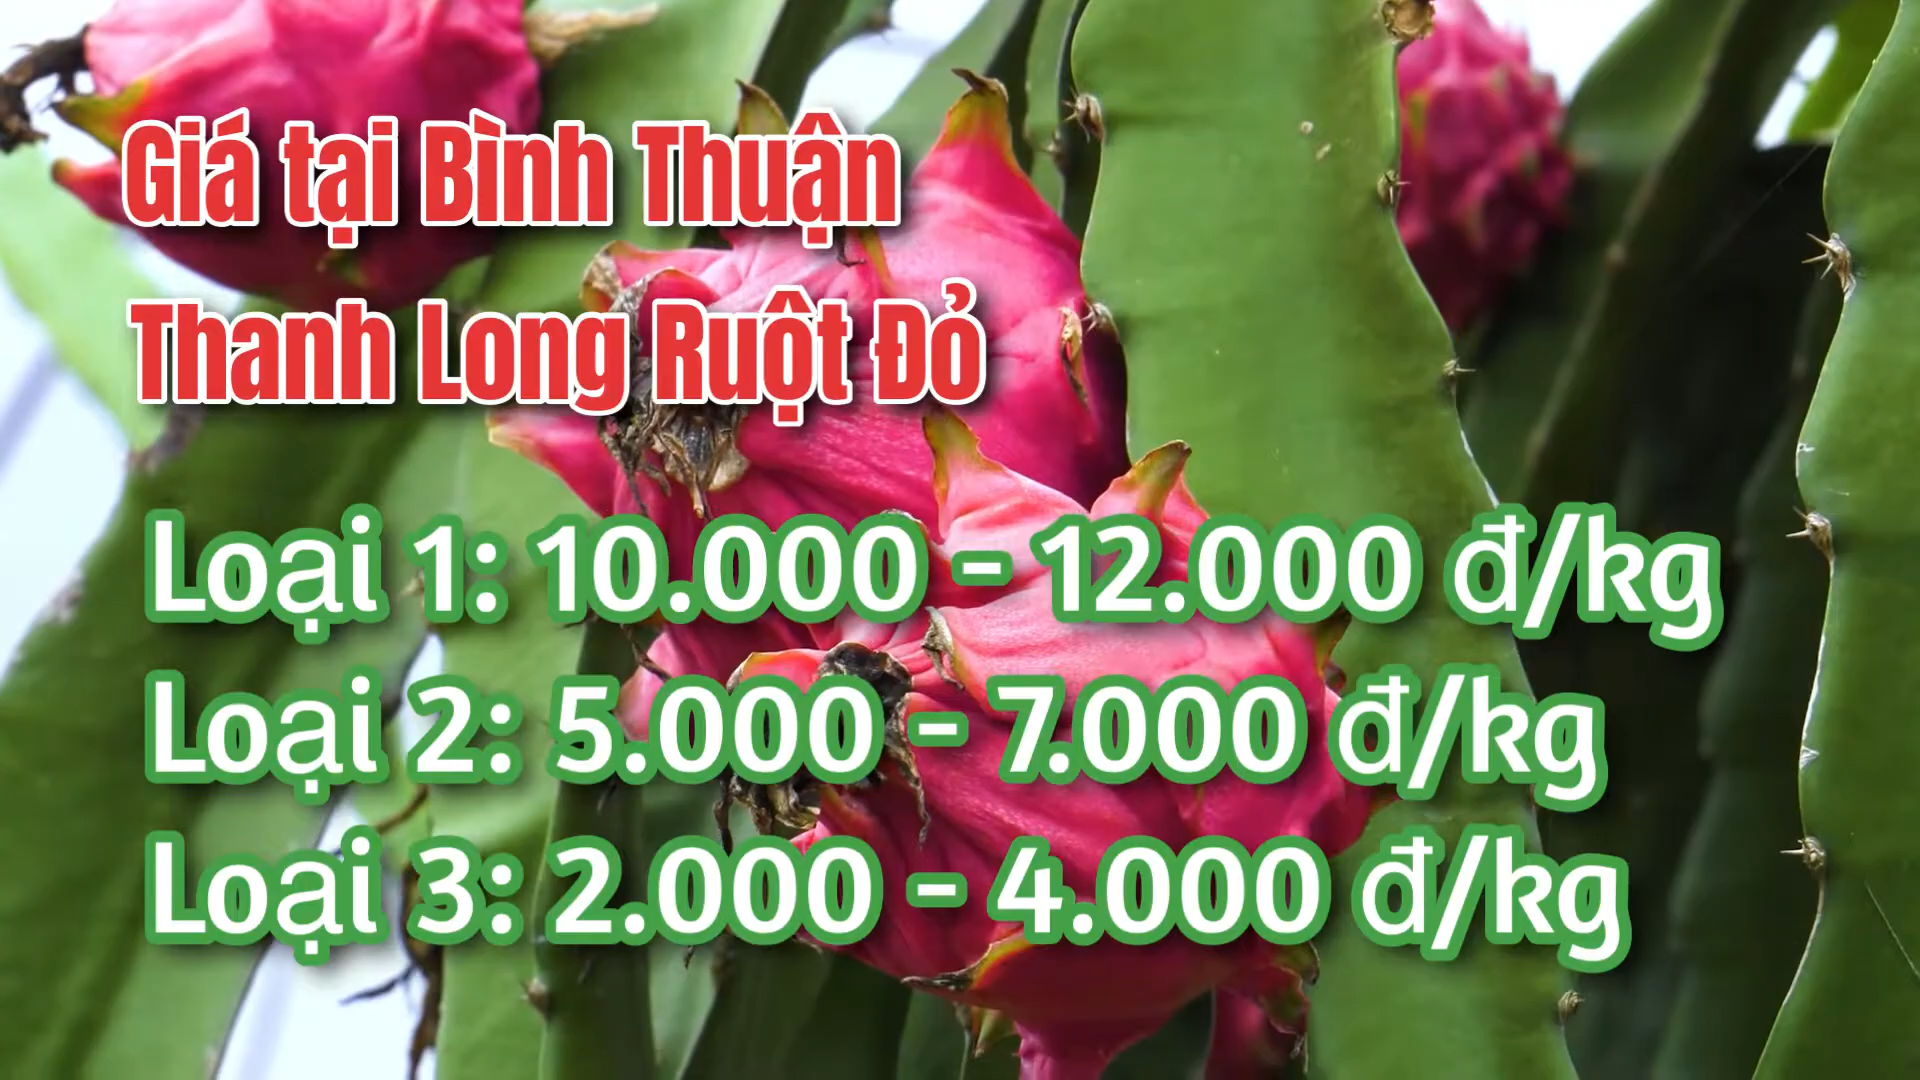 Giá tại Bình Thuận
Thanh Long Ruột Đỏ
Loại 1: 10.000 - 12.000 đ/kg
Loại 2: 5.000 - 7.000 đ/kg
Loại 3: 2.000 - 4.000 đ/kg